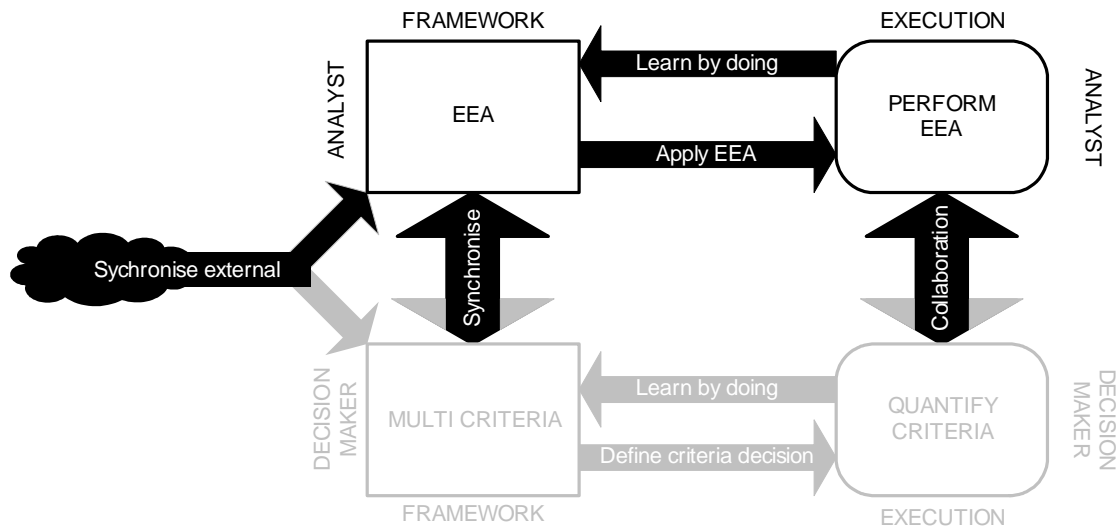 FRAMEWORK
EXECUTION
Learn by doing
ANALYST
EEA
PERFORM
EEA
ANALYST
Apply EEA
Sychronise external
Synchronise
Collaboration
DECISION
MAKER
Learn by doing
MULTI CRITERIA
QUANTIFY
CRITERIA
DECISION
MAKER
Define criteria decision
FRAMEWORK
EXECUTION